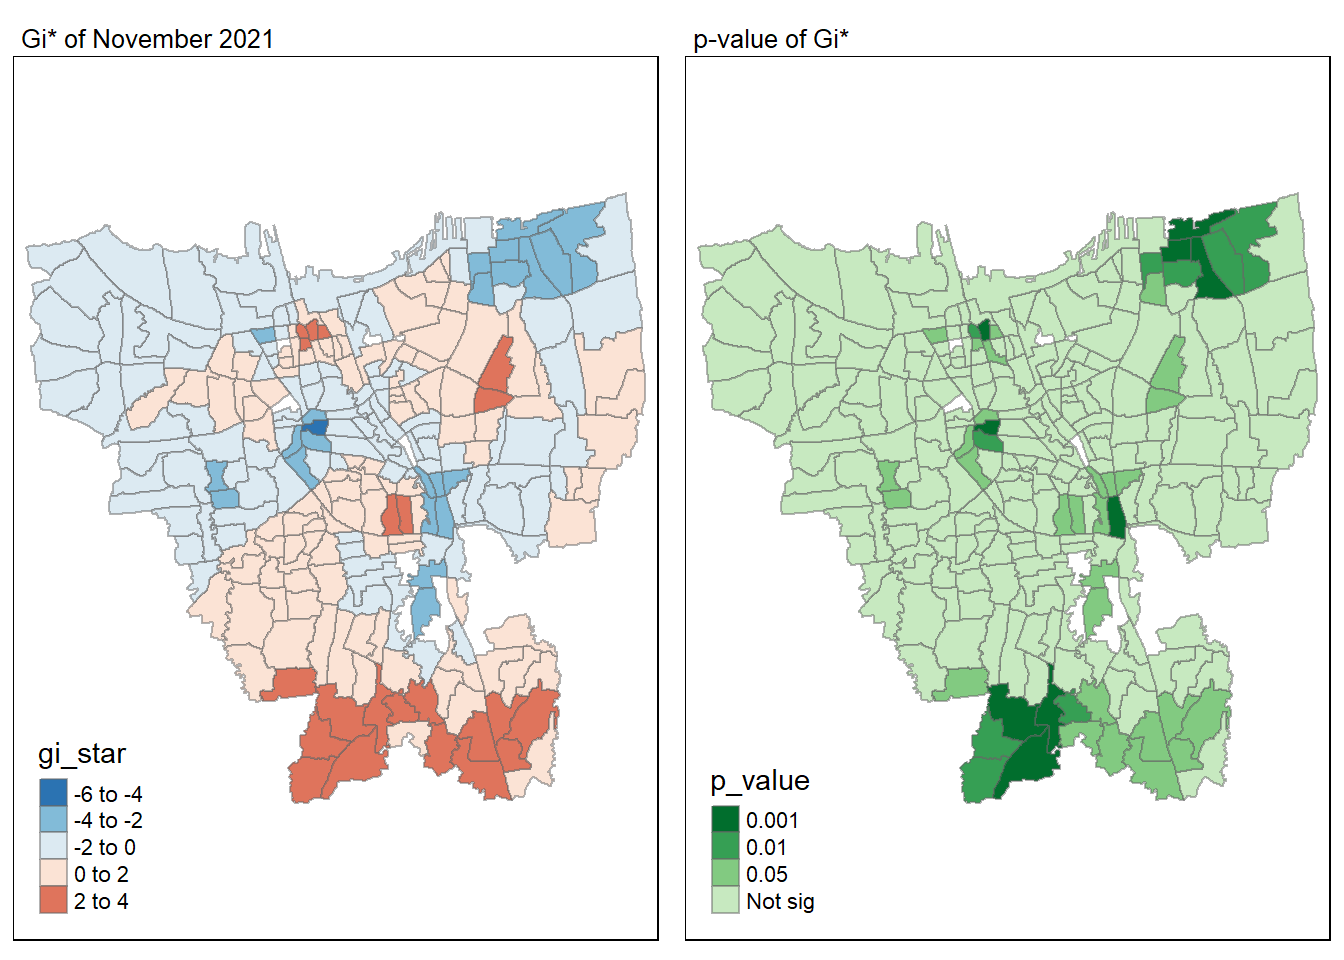 Gi* of November 2021
gi_star
-6 to -4
-4 to -2
-2 to 0
0 to 2
2 to 4
p-value of Gi*
p_value
0.001
0.01
0.05
Not sig